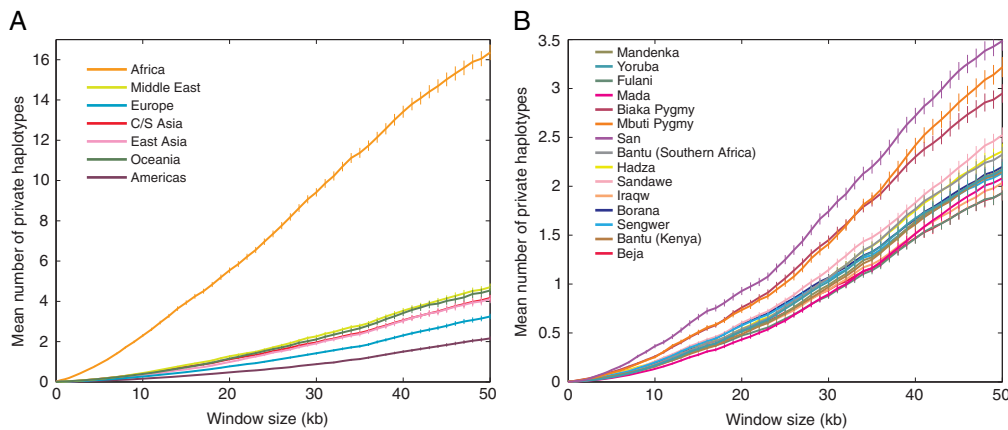 A
Mean number of private haplotypes
16
14
12
10
8
6
4
2
0
Africa
Middle East
Europe
C/S Asia
East Asia
Oceania
Americas
0 10 20 30 40 50
Window size (kb)
B
Mean number of private haplotypes
3.5
3
2.5
2
1.5
1
0.5
0
Mandenka
Yoruba
Fulani
Mada
Biaka Pygmy
Mbuti Pygmy
San
Bantu (Southern Africa)
Hadza
Sandawe
Iraqw
Borana
Sengwer
Bantu (Kenya)
Beja
0 10 20 30 40 50
Window size (kb)